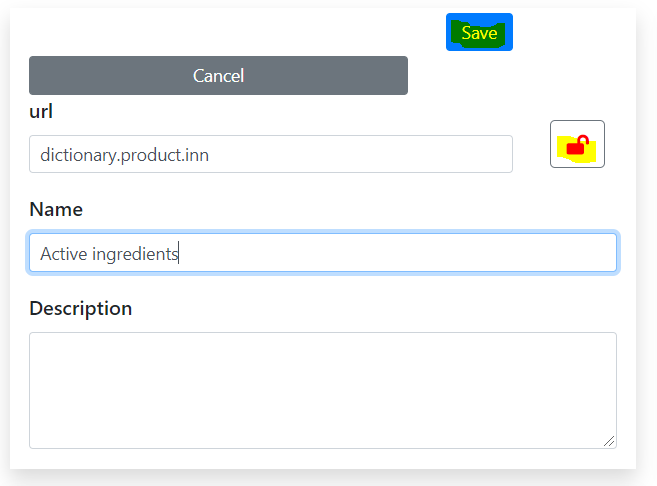 Save
Cancel
url
dictionary.product.inn
Name
Active ingredients
Description